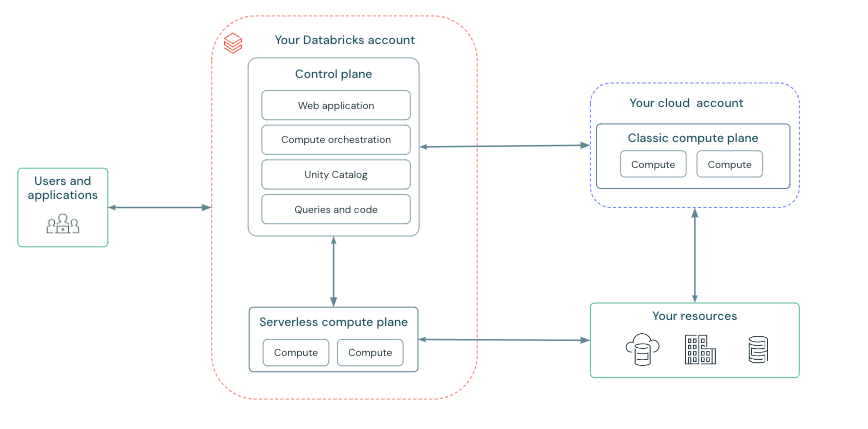 Your Databricks account
Control plane
Web application
Compute orchestration
Unity Catalog
Queries and code
Users and
applications
Serverless compute plane
Compute
Compute
Your cloud account
Classic compute plane
Compute
Compute
Your resources